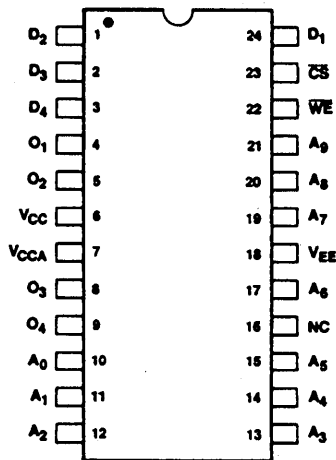 D₂ 1 24 D₁
D₃ 2 23 C̅S̅
D₄ 3 22 W̅E̅
O₁ 4 21 A₉
O₂ 5 20 A₈
VCC 6 19 A₇
VCCA 7 18 VEE
O₃ 8 17 A₆
O₄ 9 16 NC
A₀ 10 15 A₅
A₁ 11 14 A₄
A₂ 12 13 A₃